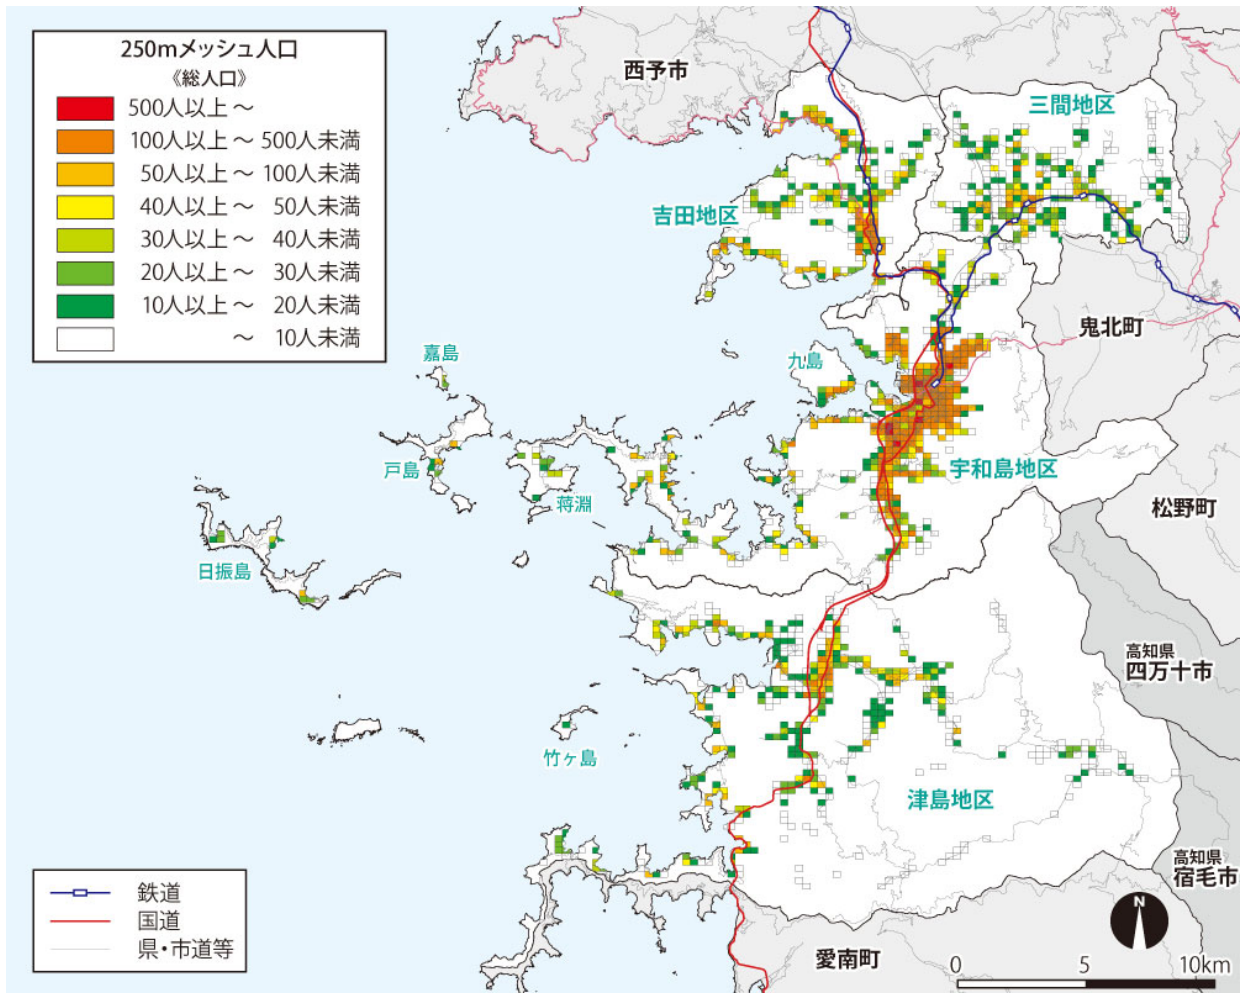 250mメッシュ人口
《総人口》
500人以上～
100人以上～ 500人未満
50人以上～ 100人未満
40人以上～ 50人未満
30人以上～ 40人未満
20人以上～ 30人未満
10人以上～ 20人未満
～ 10人未満
西予市
三間地区
吉田地区
鬼北町
嘉島
九島
戸島
蒋淵
宇和島地区
松野町
日振島
高知県
四万十市
竹ヶ島
津島地区
高知県
宿毛市
愛南町
鉄道
国道
県・市道等
N
0 5 10km